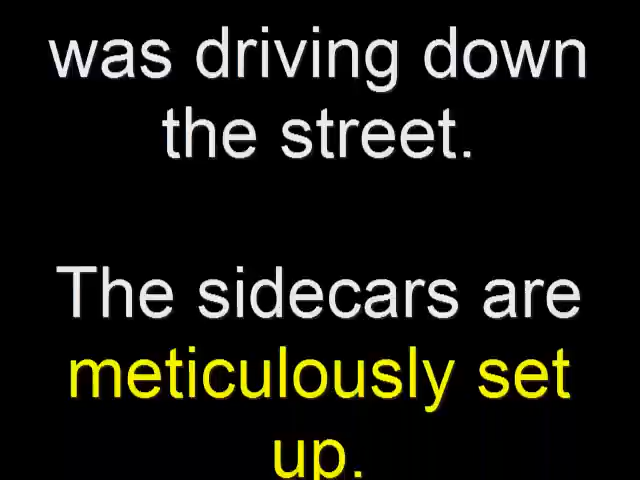 was driving down
the street.
The sidecars are
meticulously set
up.